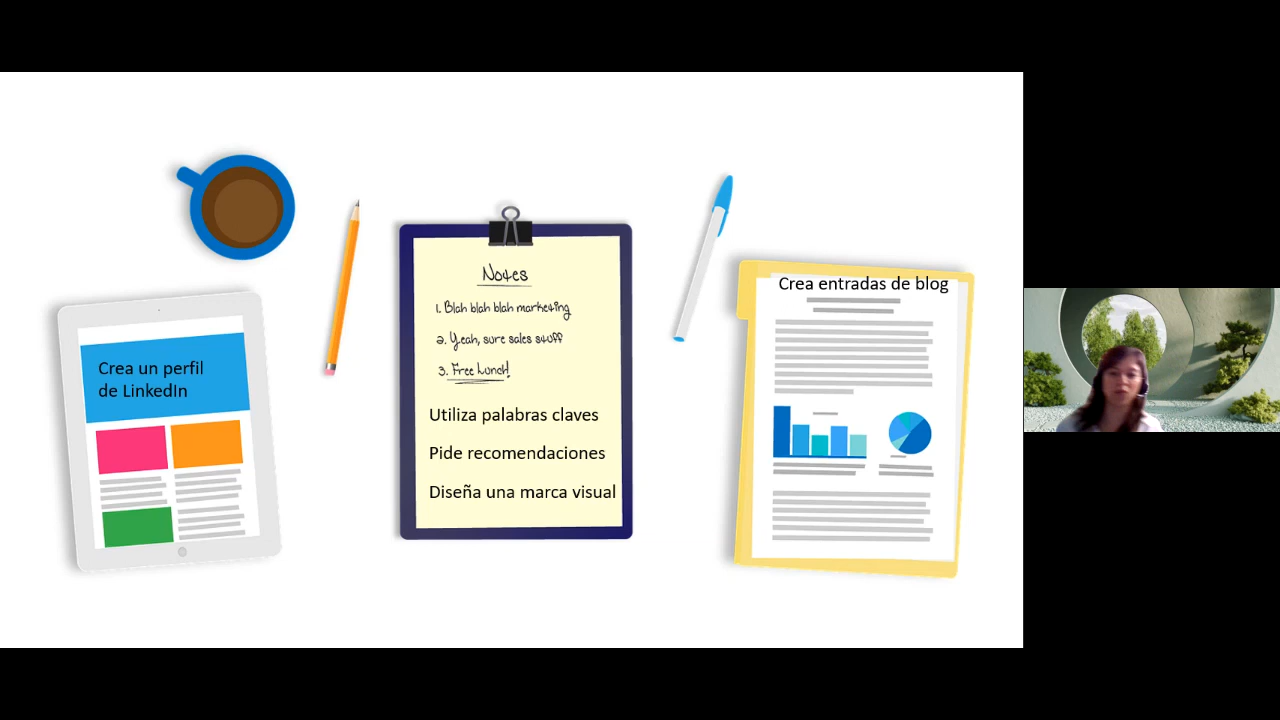 Crea un perfil
de LinkedIn
Notes
1. Blah blah blah marketing
2. Yeah, sure sales stuff
3. Free Lunch!
Utiliza palabras claves
Pide recomendaciones
Diseña una marca visual
Crea entradas de blog